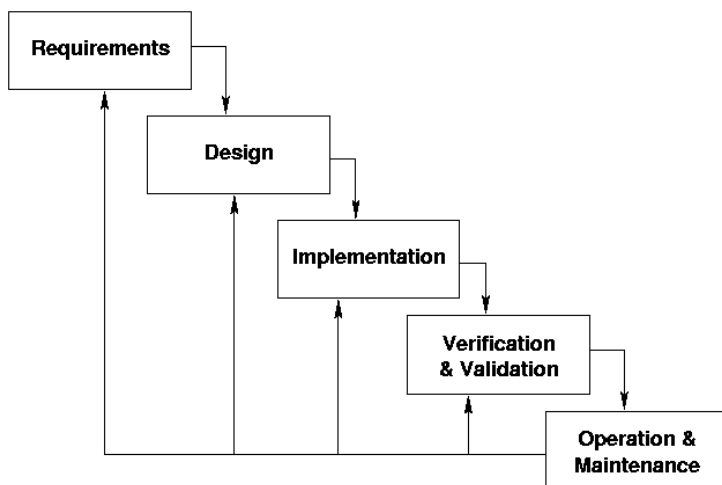 Requirements
Design
Implementation
Verification
& Validation
Operation &
Maintenance